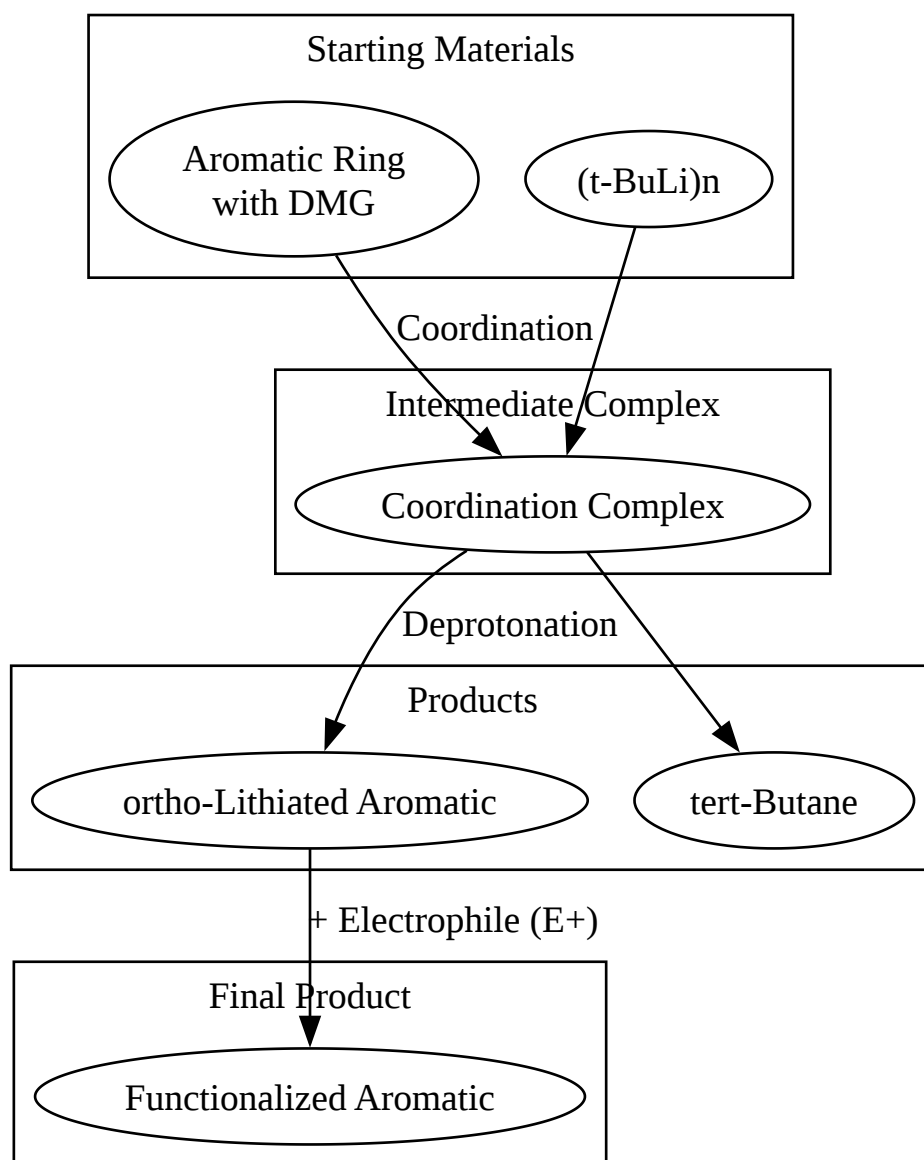 Starting Materials
Aromatic Ring
with DMG
(t-BuLi)n
Coordination
Intermediate Complex
Coordination Complex
Deprotonation
Products
ortho-Lithiated Aromatic
tert-Butane
+ Electrophile (E+)
Final Product
Functionalized Aromatic